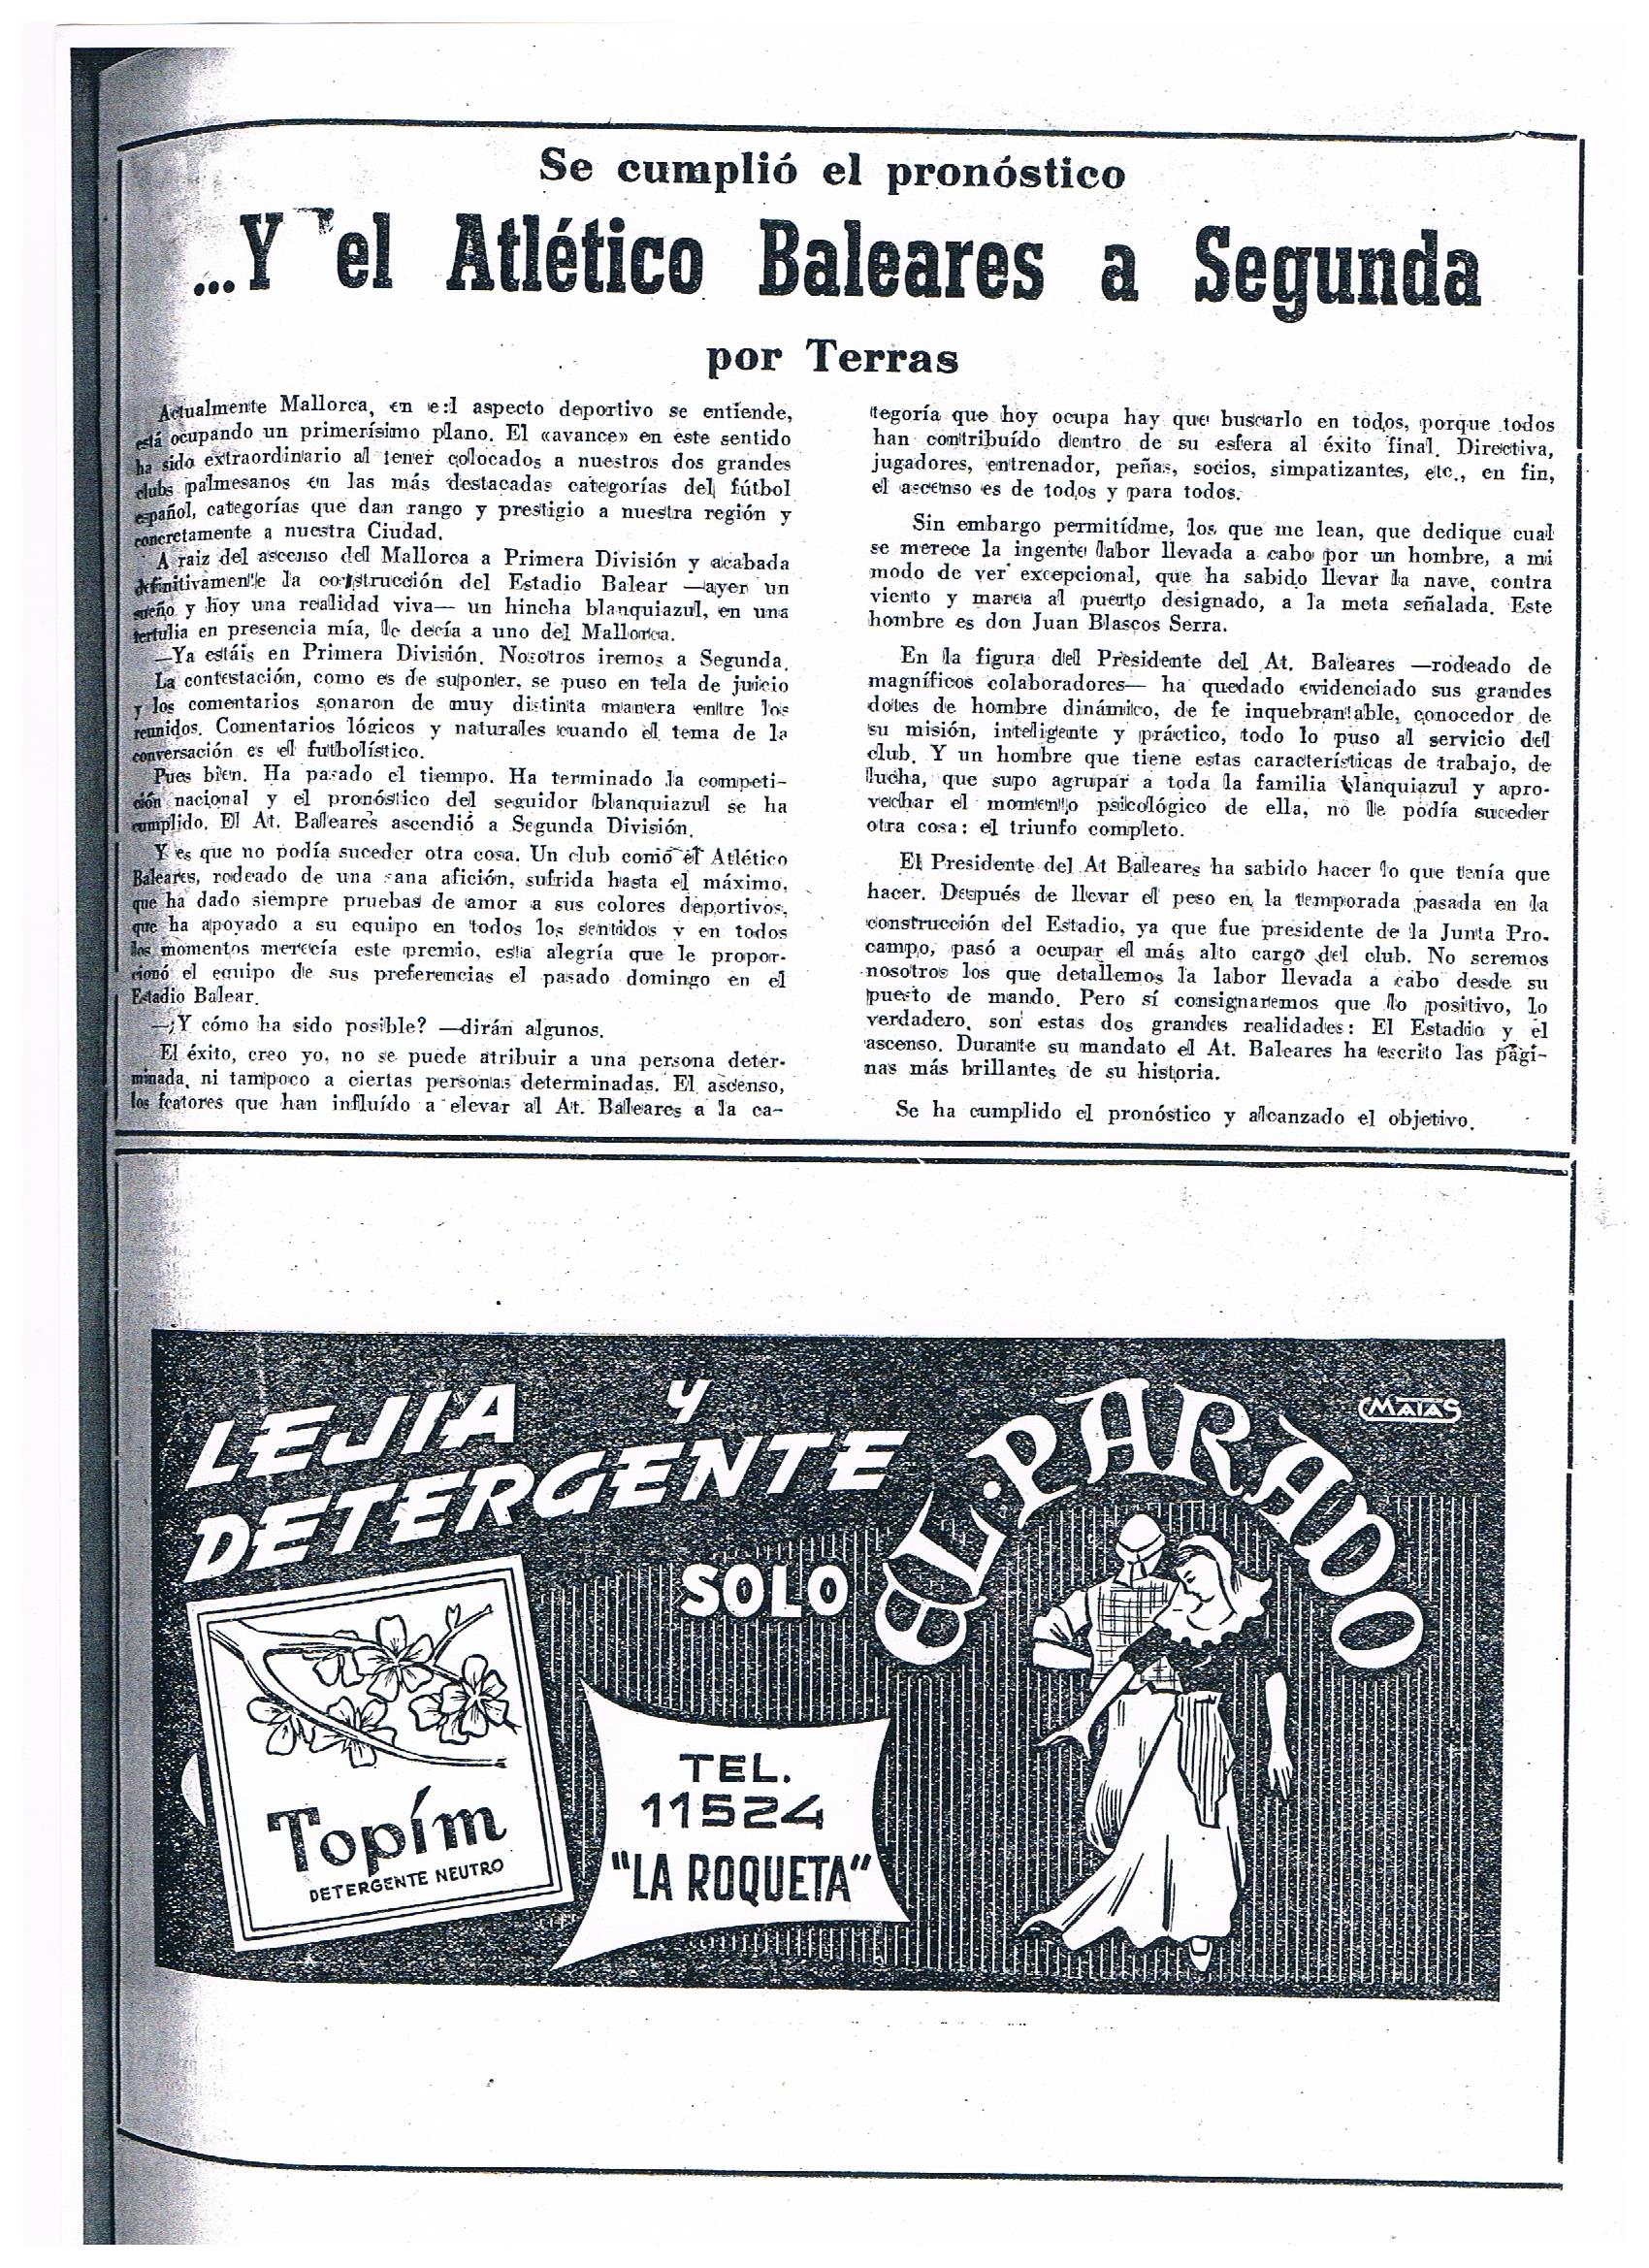 Se cumplió el pronóstico
...Y el Atlético Baleares a Segunda
por Terras
Actualmente Mallorca, en el aspecto deportivo se entiende,
está ocupando un primerísimo plano. El «avance» en este sentido
ha sido extraordinario al tener colocados a nuestros dos grandes
clubs palmesanos en las más destacadas categorías del fútbol
español, categorías que dan rango y prestigio a nuestra región y
concretamente a nuestra Ciudad.
A raiz del ascenso del Mallorca a Primera División y acabada
definitivamente la construcción del Estadio Balear —ayer un
sueño y hoy una realidad viva— un hincha blanquiazul, en una
tertulia en presencia mía, le decía a uno del Mallorca.
—Ya estáis en Primera División. Nosotros iremos a Segunda.
La contestación, como es de suponer, se puso en tela de juicio
y los comentarios sonaron de muy distinta manera entre los
reunidos. Comentarios lógicos y naturales cuando el tema de la
conversación es el futbolístico.
Pues bien. Ha pasado el tiempo. Ha terminado la competi-
ción nacional y el pronóstico del seguidor blanquiazul se ha
cumplido. El At. Baleares ascendió a Segunda División.
Y es que no podía suceder otra cosa. Un club como el Atlético
Baleares, rodeado de una sana afición, sufrida hasta el máximo,
que ha dado siempre pruebas de amor a sus colores deportivos,
que ha apoyado a su equipo en todos los sentidos y en todos
los momentos merecía este premio, esta alegría que le propor-
cionó el equipo de sus preferencias el pasado domingo en el
Estadio Balear.
—¿Y cómo ha sido posible? —dirán algunos.
El éxito, creo yo, no se puede atribuir a una persona deter-
minada, ni tampoco a ciertas personas determinadas. El ascenso,
los fcatores que han influído a elevar al At. Baleares a la ca-
tegoría que hoy ocupa hay que buscarlo en todos, porque todos
han contribuído dentro de su esfera al éxito final. Directiva,
jugadores, entrenador, peñas, socios, simpatizantes, etc., en fin,
el ascenso es de todos y para todos.
Sin embargo permitídme, los que me lean, que dedique cual
se merece la ingente labor llevada a cabo por un hombre, a mi
modo de ver excepcional, que ha sabido llevar la nave, contra
viento y marea al puerto designado, a la meta señalada. Este
hombre es don Juan Blascos Serra.
En la figura del Presidente del At. Baleares —rodeado de
magníficos colaboradores— ha quedado evidenciado sus grandes
dotes de hombre dinámico, de fe inquebrantable, conocedor de
su misión, inteligente y práctico, todo lo puso al servicio del
club. Y un hombre que tiene estas características de trabajo, de
lucha, que supo agrupar a toda la familia blanquiazul y apro-
vechar el momento psicológico de ella, no le podía suceder
otra cosa: el triunfo completo.
El Presidente del At Baleares ha sabido hacer lo que tenía que
hacer. Después de llevar el peso en la temporada pasada en la
construcción del Estadio, ya que fue presidente de la Junta Pro-
campo, pasó a ocupar el más alto cargo del club. No seremos
nosotros los que detallemos la labor llevada a cabo desde su
puesto de mando. Pero sí consignaremos que lo positivo, lo
verdadero, son estas dos grandes realidades: El Estadio y el
ascenso. Durante su mandato el At. Baleares ha escrito las pági-
nas más brillantes de su historia.
Se ha cumplido el pronóstico y alcanzado el objetivo.
LEJIA y
DETERGENTE
SOLO
EL·PARADO
MATAS
Topím
DETERGENTE NEUTRO
TEL.
11524
"LA ROQUETA"